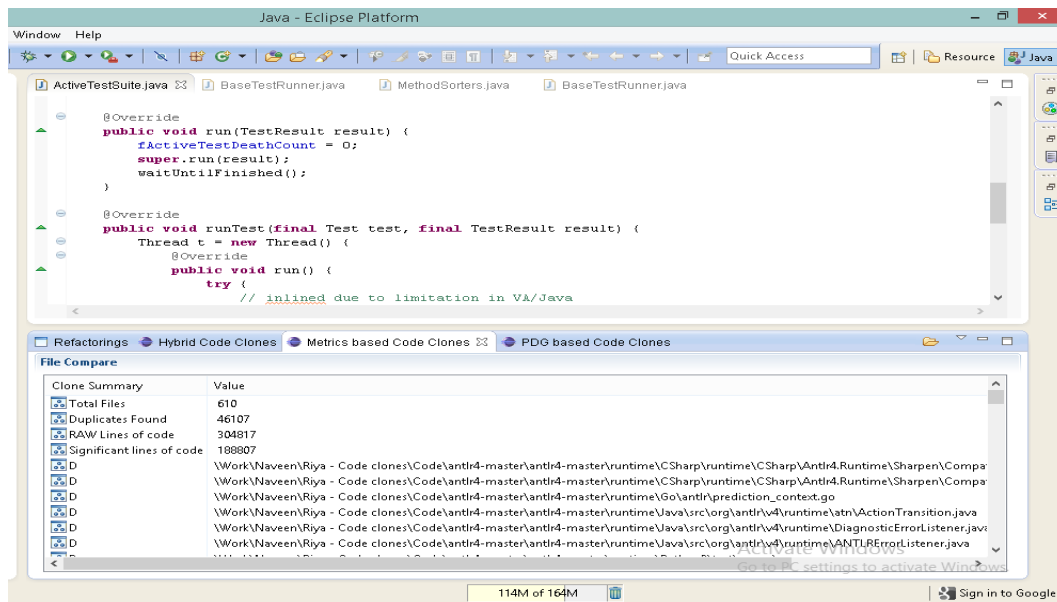 Java - Eclipse Platform
Window Help
Quick Access
Resource
Java
ActiveTestSuite.java
BaseTestRunner.java
MethodSorters.java
BaseTestRunner.java
@Override
public void run(TestResult result) {
fActiveTestDeathCount = 0;
super.run(result);
waitUntilFinished();
}
@Override
public void runTest(final Test test, final TestResult result) {
Thread t = new Thread() {
@Override
public void run() {
try {
// inlined due to limitation in VA/Java
Refactorings
Hybrid Code Clones
Metrics based Code Clones
PDG based Code Clones
File Compare
Clone Summary Value
Total Files 610
Duplicates Found 46107
RAW Lines of code 304817
Significant lines of code 188807
D \Work\Naveen\Riya - Code clones\Code\antlr4-master\antlr4-master\runtime\CSharp\runtime\CSharp\Antlr4.Runtime\Sharpen\Compa
D \Work\Naveen\Riya - Code clones\Code\antlr4-master\antlr4-master\runtime\CSharp\runtime\CSharp\Antlr4.Runtime\Sharpen\Compa
D \Work\Naveen\Riya - Code clones\Code\antlr4-master\antlr4-master\runtime\Go\antlr\prediction_context.go
D \Work\Naveen\Riya - Code clones\Code\antlr4-master\antlr4-master\runtime\Java\src\org\antlr\v4\runtime\atn\ActionTransition.java
D \Work\Naveen\Riya - Code clones\Code\antlr4-master\antlr4-master\runtime\Java\src\org\antlr\v4\runtime\DiagnosticErrorListener.java
D \Work\Naveen\Riya - Code clones\Code\antlr4-master\antlr4-master\runtime\Java\src\org\antlr\v4\runtime\ANTLRErrorListener.java
Activate Windows
Go to PC settings to activate Windows.
114M of 164M
Sign in to Google